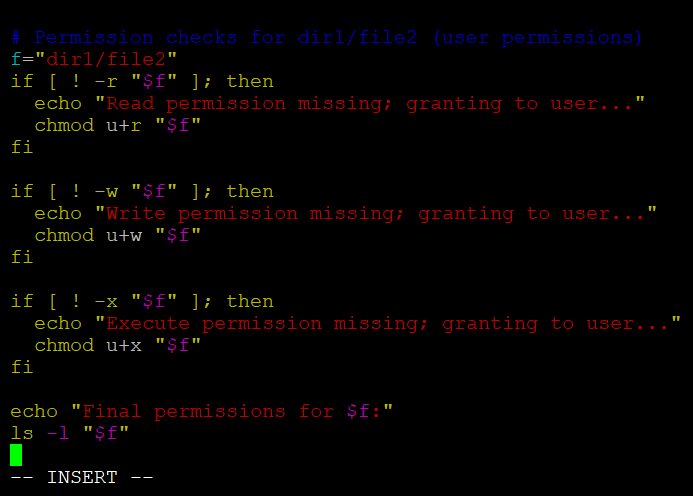 # Permission checks for dir1/file2 (user permissions)
f="dir1/file2"
if [ ! -r "$f" ]; then
  echo "Read permission missing; granting to user..."
  chmod u+r "$f"
fi

if [ ! -w "$f" ]; then
  echo "Write permission missing; granting to user..."
  chmod u+w "$f"
fi

if [ ! -x "$f" ]; then
  echo "Execute permission missing; granting to user..."
  chmod u+x "$f"
fi

echo "Final permissions for $f:"
ls -l "$f"

-- INSERT --